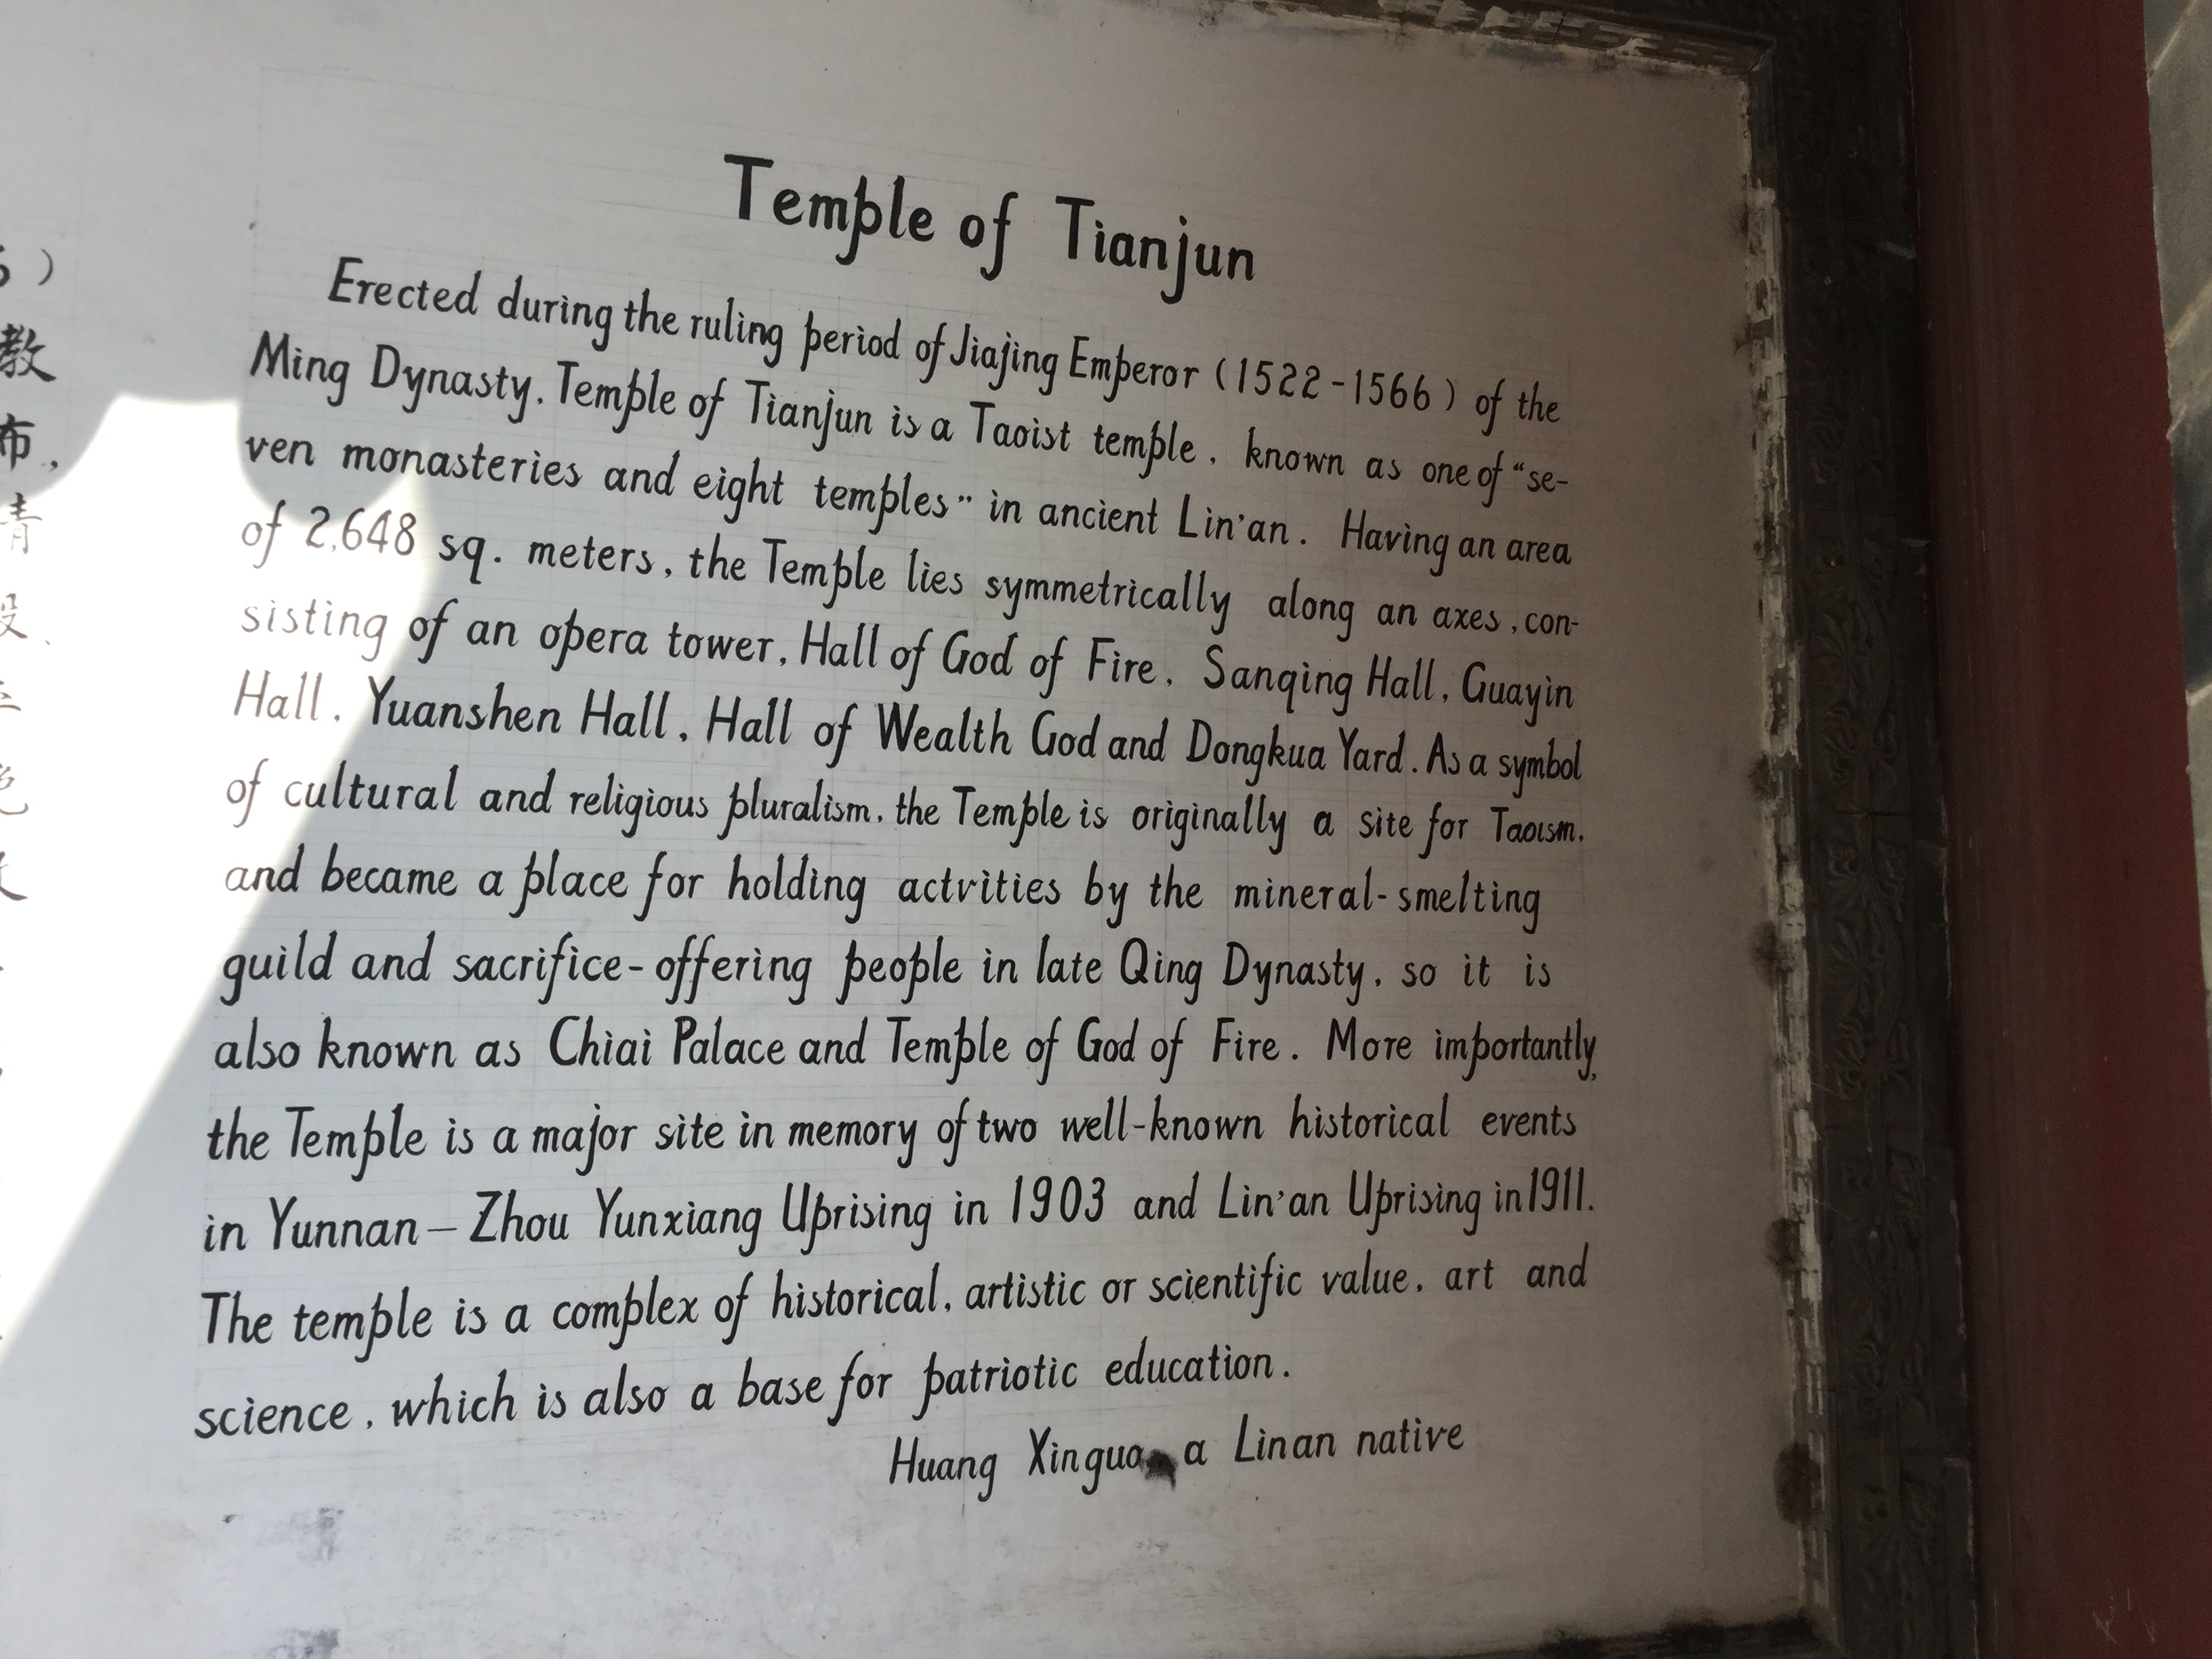 Temple of Tianjun
Erected during the ruling period of Jiajing Emperor (1522-1566) of the
Ming Dynasty, Temple of Tianjun is a Taoist temple, known as one of "se-
ven monasteries and eight temples" in ancient Lin'an. Having an area
of 2,648 sq. meters, the Temple lies symmetrically along an axes, con-
sisting of an opera tower, Hall of God of Fire, Sanqing Hall, Guayin
Hall, Yuanshen Hall, Hall of Wealth God and Dongkua Yard. As a symbol
of cultural and religious pluralism, the Temple is originally a site for Taoism,
and became a place for holding actvities by the mineral-smelting
guild and sacrifice-offering people in late Qing Dynasty, so it is
also known as Chiai Palace and Temple of God of Fire. More importantly,
the Temple is a major site in memory of two well-known historical events
in Yunnan — Zhou Yunxiang Uprising in 1903 and Lin'an Uprising in 1911.
The temple is a complex of historical, artistic or scientific value, art and
science, which is also a base for patriotic education.
Huang Xinguo a Linan native
)
教
布,
青